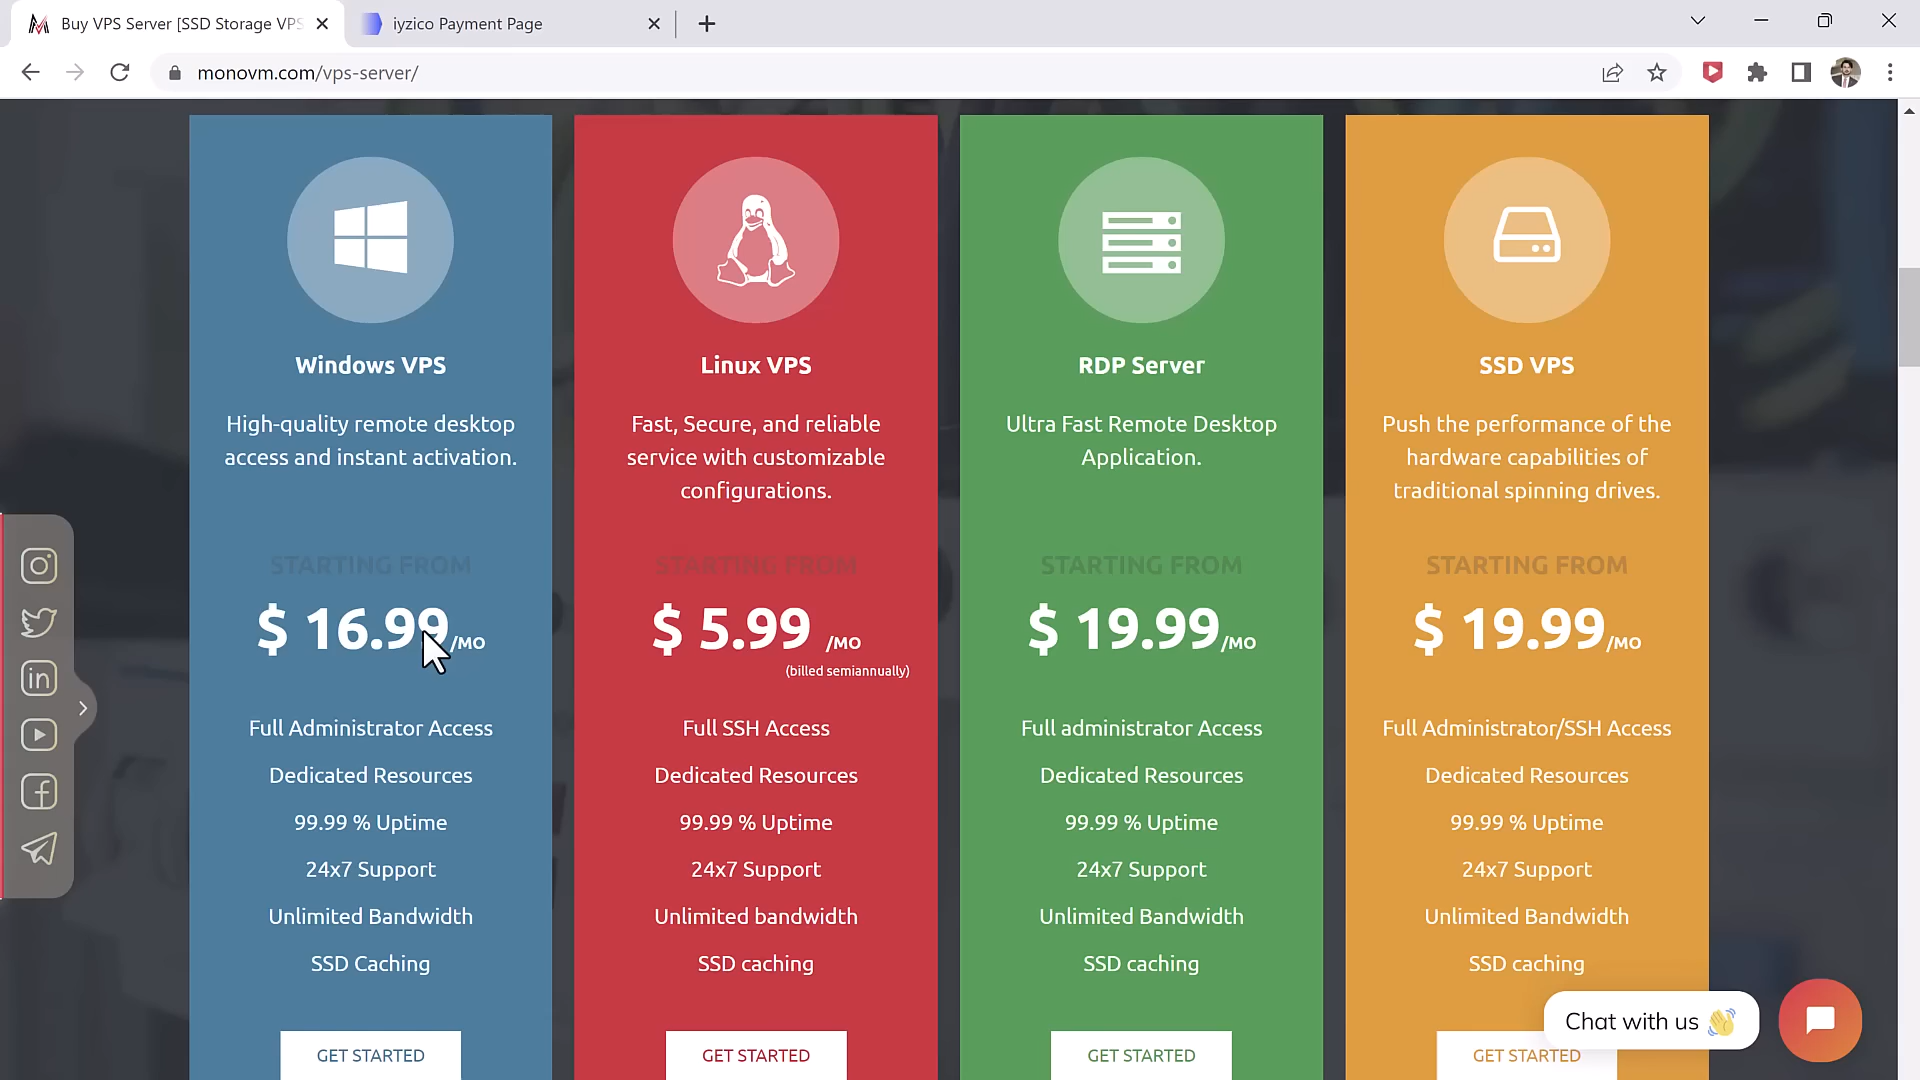 Buy VPS Server [SSD Storage VPS
iyzico Payment Page
monovm.com/vps-server/
Windows VPS
High-quality remote desktop
access and instant activation.
STARTING FROM
$ 16.99/MO
Full Administrator Access
Dedicated Resources
99.99 % Uptime
24x7 Support
Unlimited Bandwidth
SSD Caching
GET STARTED
Linux VPS
Fast, Secure, and reliable
service with customizable
configurations.
STARTING FROM
$ 5.99 /MO
(billed semiannually)
Full SSH Access
Dedicated Resources
99.99 % Uptime
24x7 Support
Unlimited bandwidth
SSD caching
GET STARTED
RDP Server
Ultra Fast Remote Desktop
Application.
STARTING FROM
$ 19.99/MO
Full administrator Access
Dedicated Resources
99.99 % Uptime
24x7 Support
Unlimited Bandwidth
SSD caching
GET STARTED
SSD VPS
Push the performance of the
hardware capabilities of
traditional spinning drives.
STARTING FROM
$ 19.99/MO
Full Administrator/SSH Access
Dedicated Resources
99.99 % Uptime
24x7 Support
Unlimited Bandwidth
SSD caching
GET STARTED
Chat with us 👋